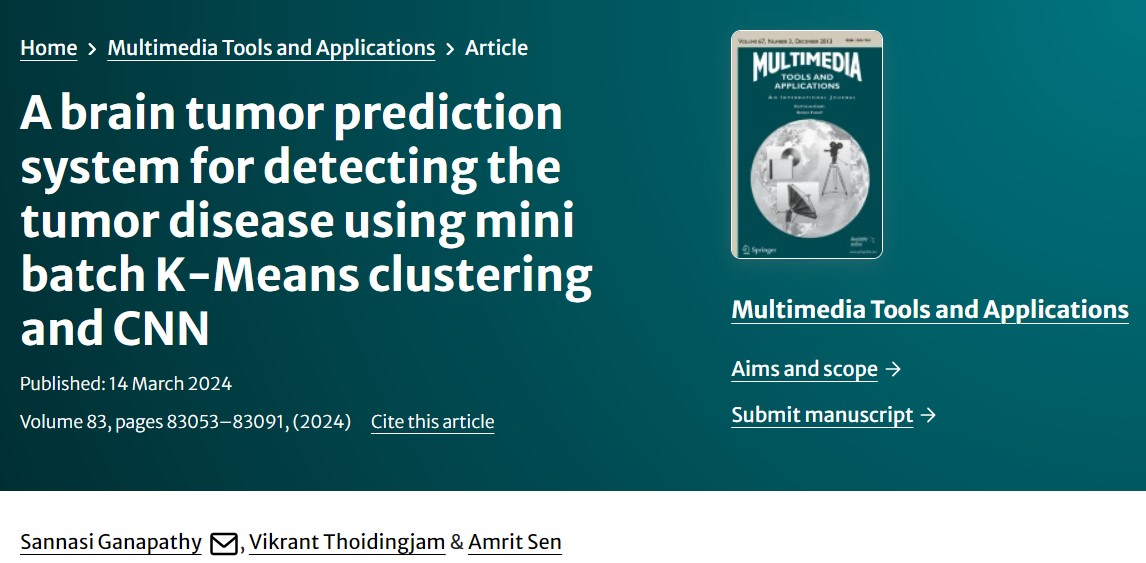 Home > Multimedia Tools and Applications > Article
A brain tumor prediction
system for detecting the
tumor disease using mini
batch K-Means clustering
and CNN
Published: 14 March 2024
Volume 83, pages 83053–83091, (2024) Cite this article
VOLUME 67, NUMBER 3, DECEMBER 2013
MULTIMEDIA
TOOLS AND
APPLICATIONS
AN INTERNATIONAL JOURNAL
Springer
Multimedia Tools and Applications
Aims and scope →
Submit manuscript →
Sannasi Ganapathy, Vikrant Thoidingjam & Amrit Sen